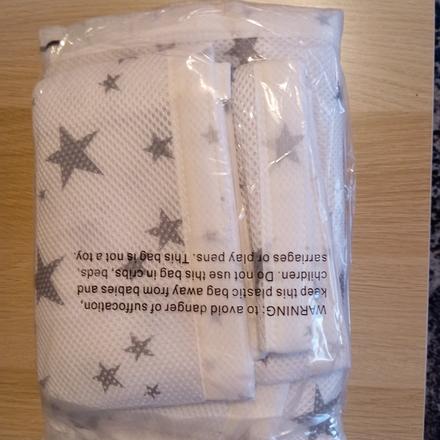 WARNING: to avoid danger of suffocation,
keep this plastic bag away from babies and
children. Do not use this bag in cribs, beds,
sarriages or play pens. This bag is not a toy.